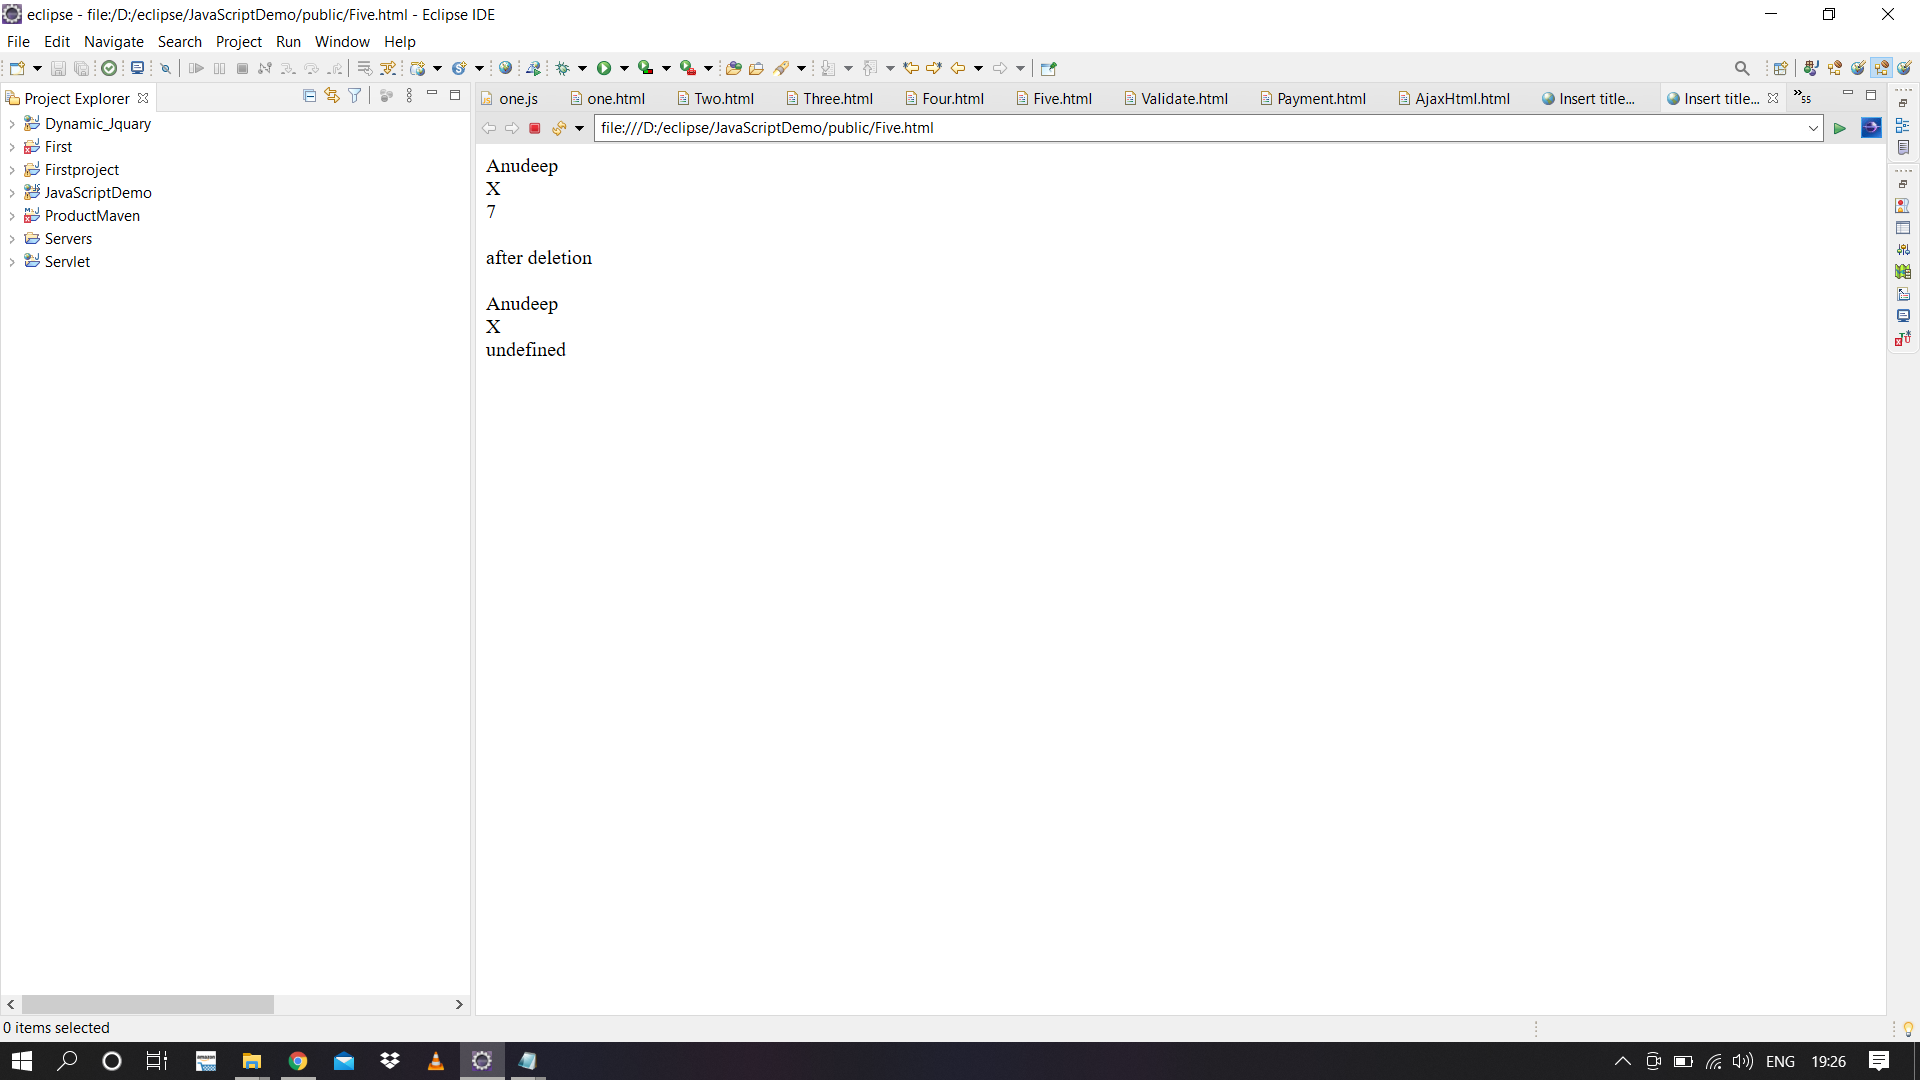 eclipse - file:/D:/eclipse/JavaScriptDemo/public/Five.html - Eclipse IDE
File Edit Navigate Search Project Run Window Help
Project Explorer
one.js one.html Two.html Three.html Four.html Five.html Validate.html Payment.html AjaxHtml.html Insert title... Insert title... »55
file:///D:/eclipse/JavaScriptDemo/public/Five.html
Dynamic_Jquary
First
Firstproject
JavaScriptDemo
ProductMaven
Servers
Servlet
Anudeep
X
7
after deletion
Anudeep
X
undefined
0 items selected
ENG 19:26